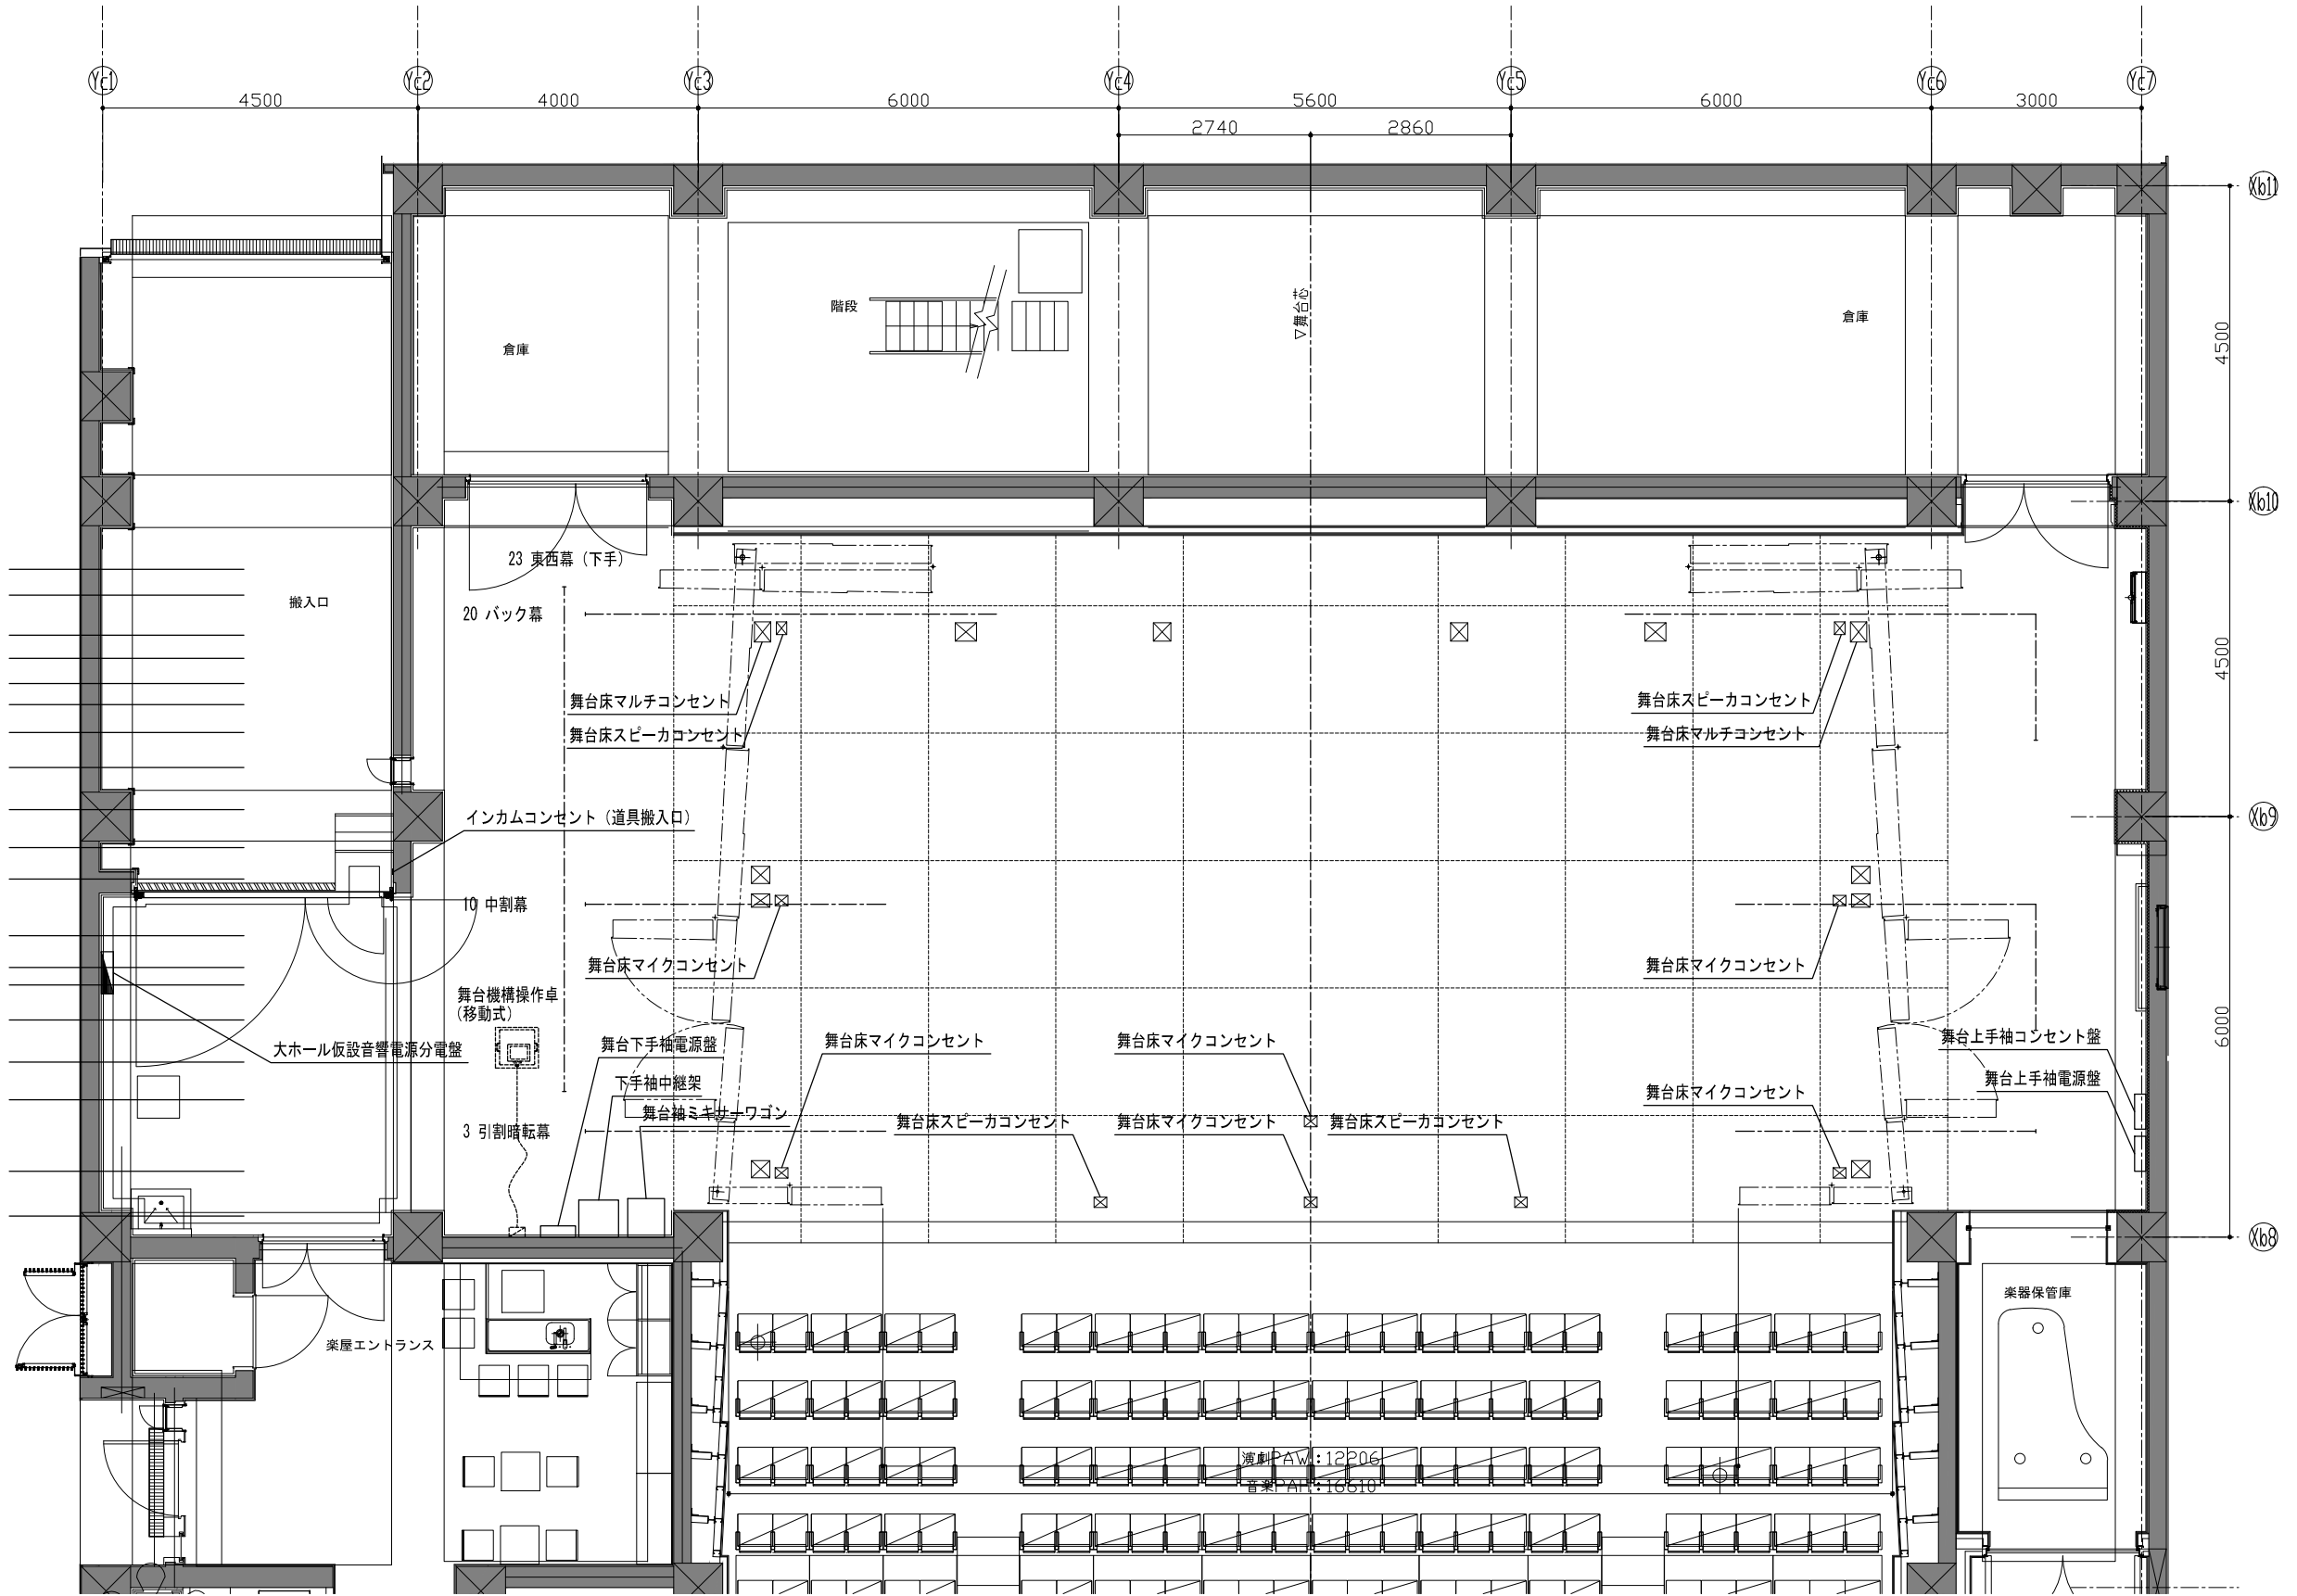 Yc1 Yc2 Yc3 Yc4 Yc5 Yc6 Yc7
4500 4000 6000 5600 6000 3000
2740 2860
Xb11
階段
▽舞台芯
倉庫
倉庫
4500
Xb10
23 東西幕（下手）
搬入口
20 バック幕
4500
舞台床マルチコンセント
舞台床スピーカコンセント
舞台床スピーカコンセント
舞台床マルチコンセント
インカムコンセント（道具搬入口）
Xb9
10 中割幕
舞台床マイクコンセント
舞台床マイクコンセント
舞台機構操作卓
（移動式）
6000
大ホール仮設音響電源分電盤
舞台下手袖電源盤
舞台床マイクコンセント
舞台床マイクコンセント
舞台上手袖コンセント盤
下手袖中継架
舞台上手袖電源盤
舞台袖ミキサーワゴン
舞台床マイクコンセント
3 引割暗転幕
舞台床スピーカコンセント
舞台床マイクコンセント
舞台床スピーカコンセント
Xb8
楽器保管庫
楽屋エントランス
演劇PAW:12206
音楽PAH:16610